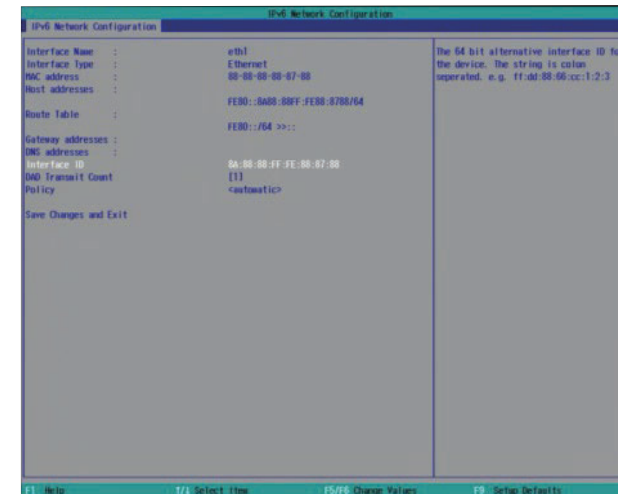 IPv6 Network Configuration
IPv6 Network Configuration
Interface Name : eth1
Interface Type : Ethernet
MAC address : 88-88-88-88-87-88
Host addresses :
FE80::8A88:88FF:FE88:8788/64
Route Table :
FE80::/64 >>::
Gateway addresses :
DNS addresses :
Interface ID 8A:88:88:FF:FE:88:87:88
DAD Transmit Count [1]
Policy <automatic>
Save Changes and Exit
The 64 bit alternative interface ID fo
the device. The string is colon
seperated. e.g. ff:dd:88:66:cc:1:2:3
F1 Help ↑/↓ Select Item F5/F6 Change Values F9 Setup Defaults